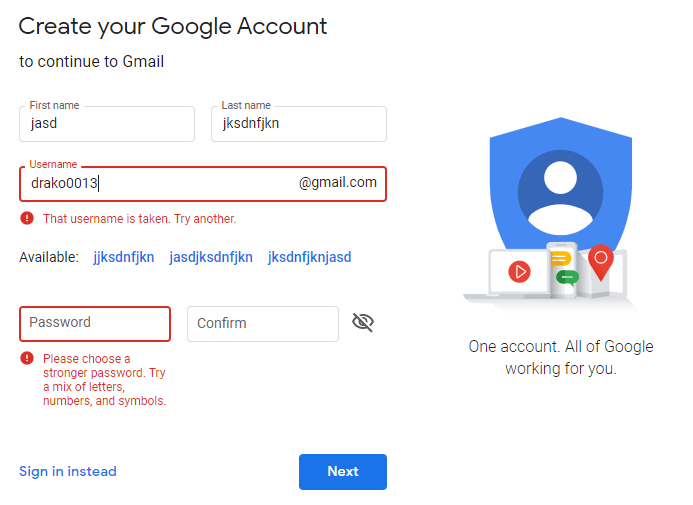 Create your Google Account
to continue to Gmail
First name
jasd
Last name
jksdnfjkn
Username
drako0013
@gmail.com
That username is taken. Try another.
Available: jjksdnfjkn jasdjksdnfjkn jksdnfjknjasd
Password
Confirm
Please choose a
stronger password. Try
a mix of letters,
numbers, and symbols.
Sign in instead
Next
One account. All of Google
working for you.